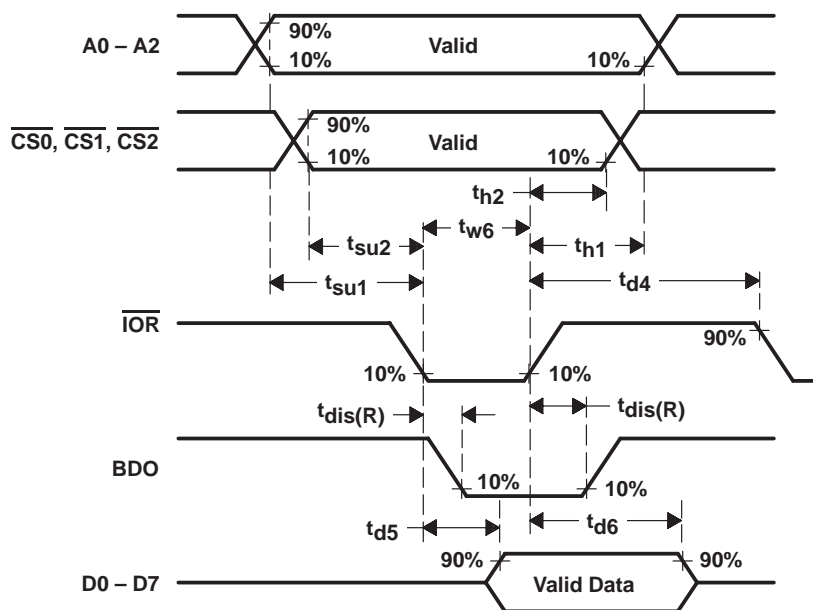 A0 – A2
90%
10%
Valid
10%
CS0, CS1, CS2
90%
10%
Valid
10%
th2
tw6
tsu2
th1
tsu1
td4
IOR
90%
10%
10%
tdis(R)
tdis(R)
BDO
10%
10%
td5
td6
90%
90%
D0 – D7
Valid Data